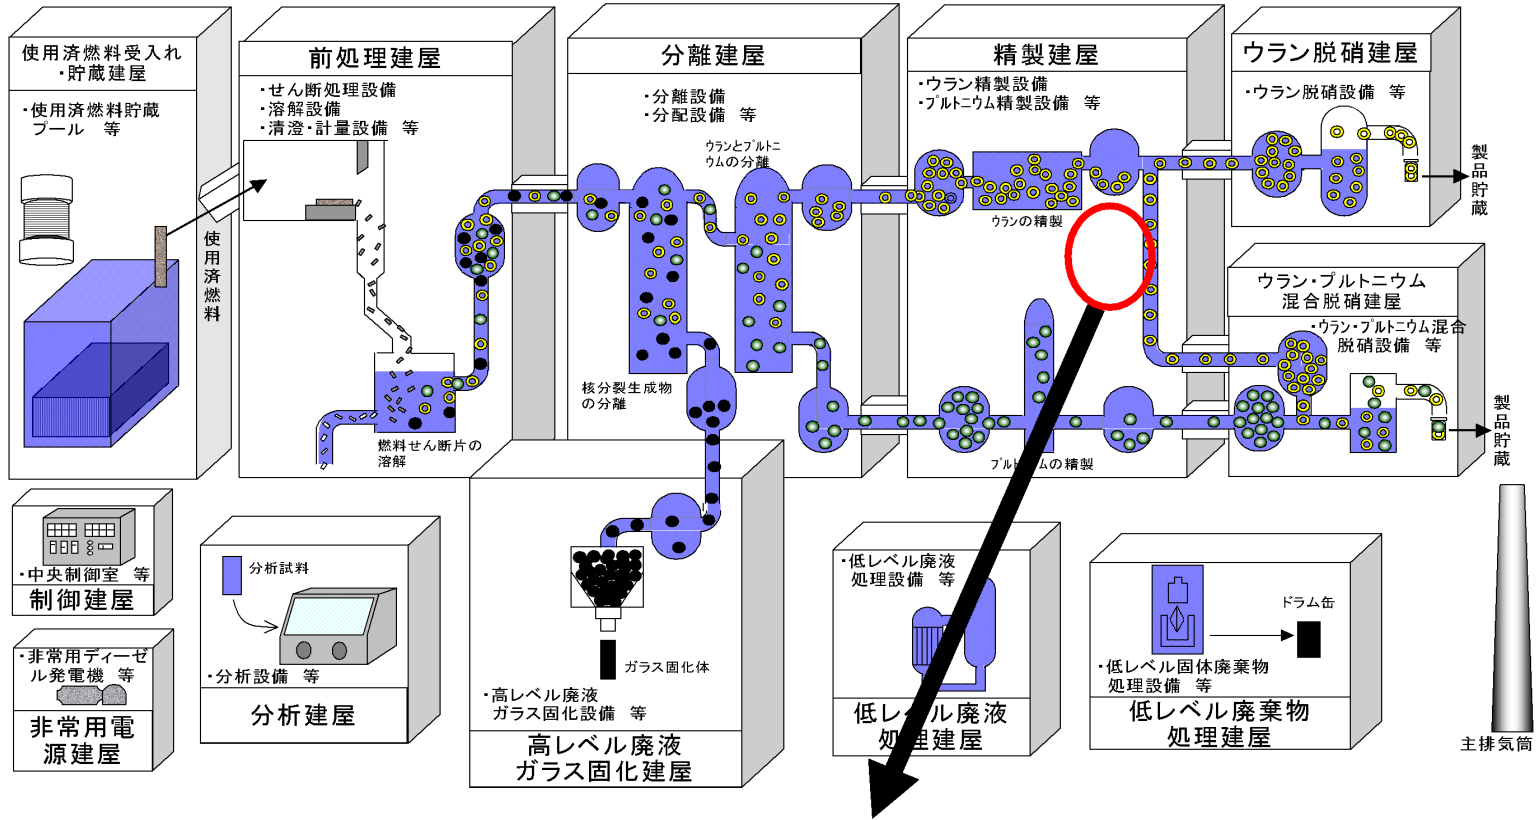 使用済燃料受入れ
・貯蔵建屋
・使用済燃料貯蔵
プール 等
使用済燃料
前処理建屋
・せん断処理設備
・溶解設備
・清澄・計量設備 等
燃料せん断片の
溶解
分離建屋
・分離設備
・分配設備 等
ウランとプルトニ
ウムの分離
核分裂生成物
の分離
精製建屋
・ウラン精製設備
・プルトニウム精製設備 等
ウランの精製
プルトニウムの精製
ウラン脱硝建屋
・ウラン脱硝設備 等
製品貯蔵
ウラン・プルトニウム
混合脱硝建屋
・ウラン・プルトニウム混合
脱硝設備 等
製品貯蔵
・中央制御室 等
制御建屋
・非常用ディーゼ
ル発電機 等
非常用電
源建屋
分析試料
・分析設備 等
分析建屋
ガラス固化体
・高レベル廃液
ガラス固化設備 等
高レベル廃液
ガラス固化建屋
・低レベル廃液
処理設備 等
低レベル廃液
処理建屋
ドラム缶
・低レベル固体廃棄物
処理設備 等
低レベル廃棄物
処理建屋
主排気筒